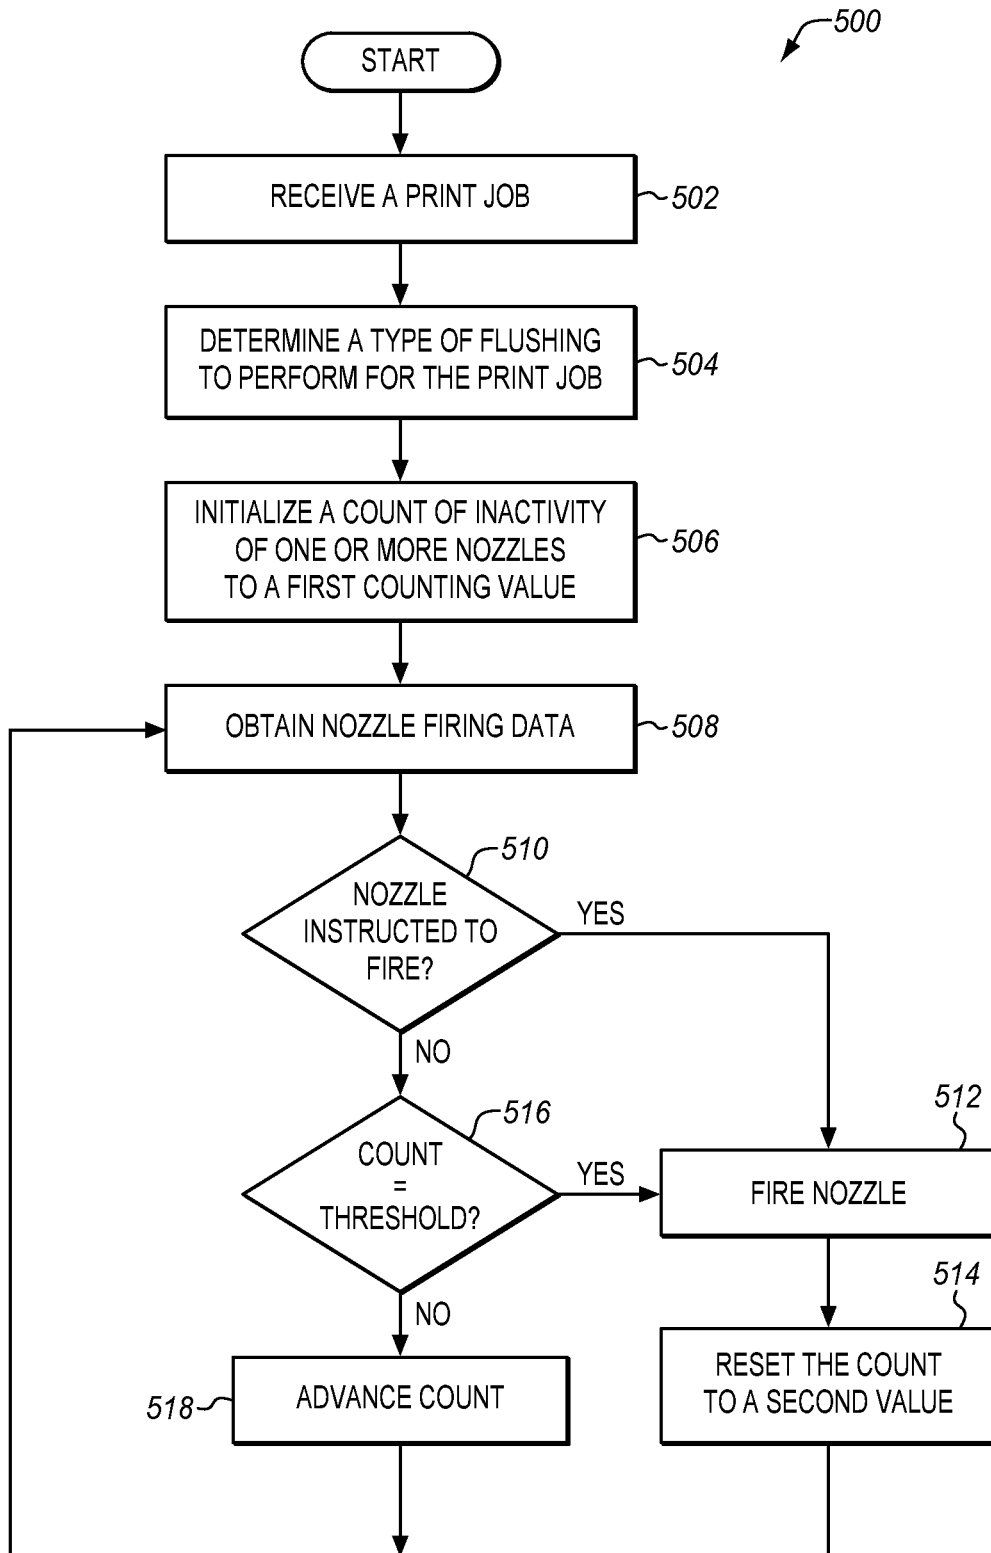 500
START
RECEIVE A PRINT JOB
502
DETERMINE A TYPE OF FLUSHING
TO PERFORM FOR THE PRINT JOB
504
INITIALIZE A COUNT OF INACTIVITY
OF ONE OR MORE NOZZLES
TO A FIRST COUNTING VALUE
506
OBTAIN NOZZLE FIRING DATA
508
510
NOZZLE
INSTRUCTED TO
FIRE?
YES
NO
516
COUNT
=
THRESHOLD?
YES
512
FIRE NOZZLE
NO
514
RESET THE COUNT
TO A SECOND VALUE
518
ADVANCE COUNT